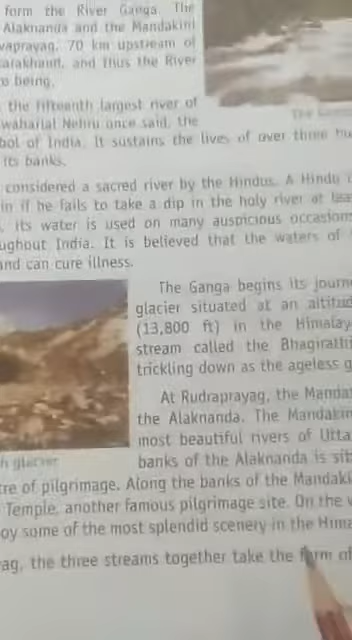 form the River Ganga. The
Alaknanda and the Mandakini
vaprayag, 70 km upstream of
arakhand, and thus the River
being.
the fifteenth largest river of
waharlal Nehru once said, the
bol of India. It sustains the lives of over three hu
its banks.
considered a sacred river by the Hindus. A Hindu
in if he fails to take a dip in the holy river at lea
its water is used on many auspicious occasion
ughout India. It is believed that the waters of
and can cure illness.
The Ganga begins its journ
glacier situated at an altitud
(13,800 ft) in the Himalay
stream called the Bhagirathi
trickling down as the ageless g
At Rudraprayag, the Manda
the Alaknanda. The Mandakin
most beautiful rivers of Utta
h glacier
banks of the Alaknanda is sit
tre of pilgrimage. Along the banks of the Mandaki
Temple, another famous pilgrimage site. On the
oy some of the most splendid scenery in the Hima
ag, the three streams together take the form of